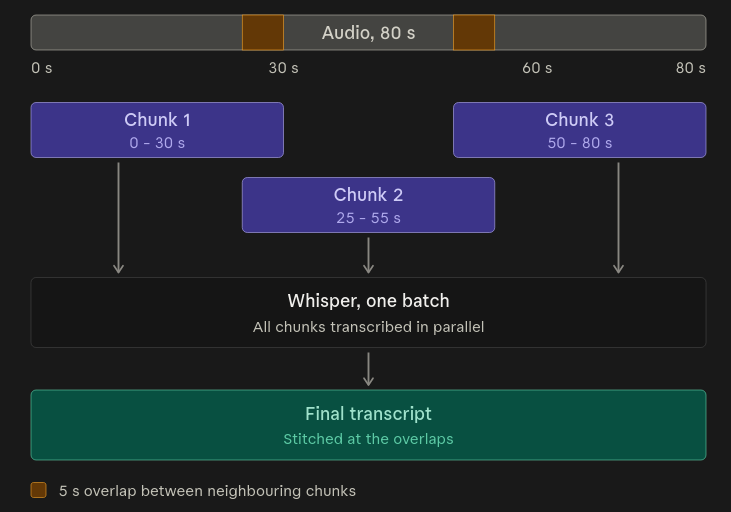 Audio, 80 s
0 s
30 s
60 s
80 s
Chunk 1
0 – 30 s
Chunk 3
50 – 80 s
Chunk 2
25 – 55 s
Whisper, one batch
All chunks transcribed in parallel
Final transcript
Stitched at the overlaps
5 s overlap between neighbouring chunks